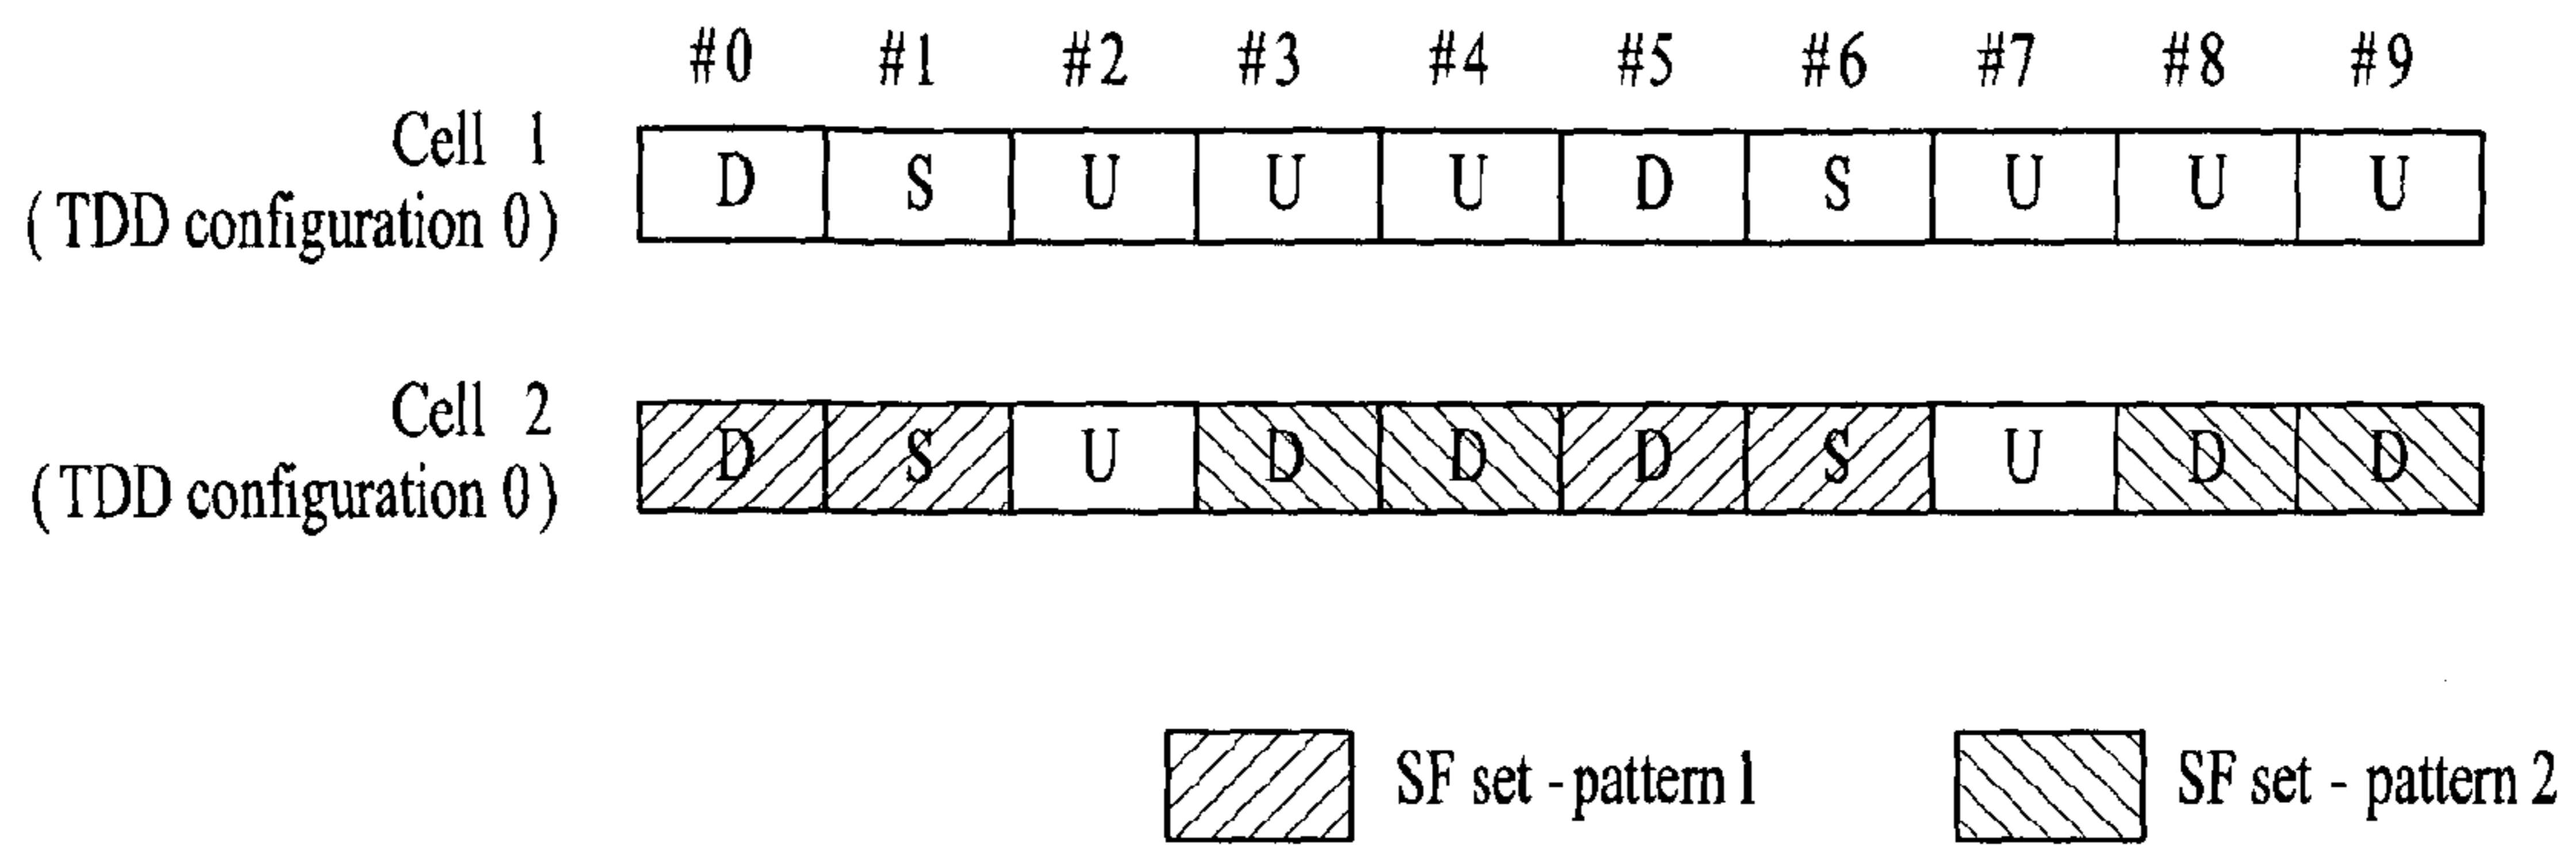 #0 #1 #2 #3 #4 #5 #6 #7 #8 #9
Cell 1
(TDD configuration 0)
D S U U U D S U U U
Cell 2
(TDD configuration 0)
D S U D D D S U D D
SF set - pattern 1
SF set - pattern 2